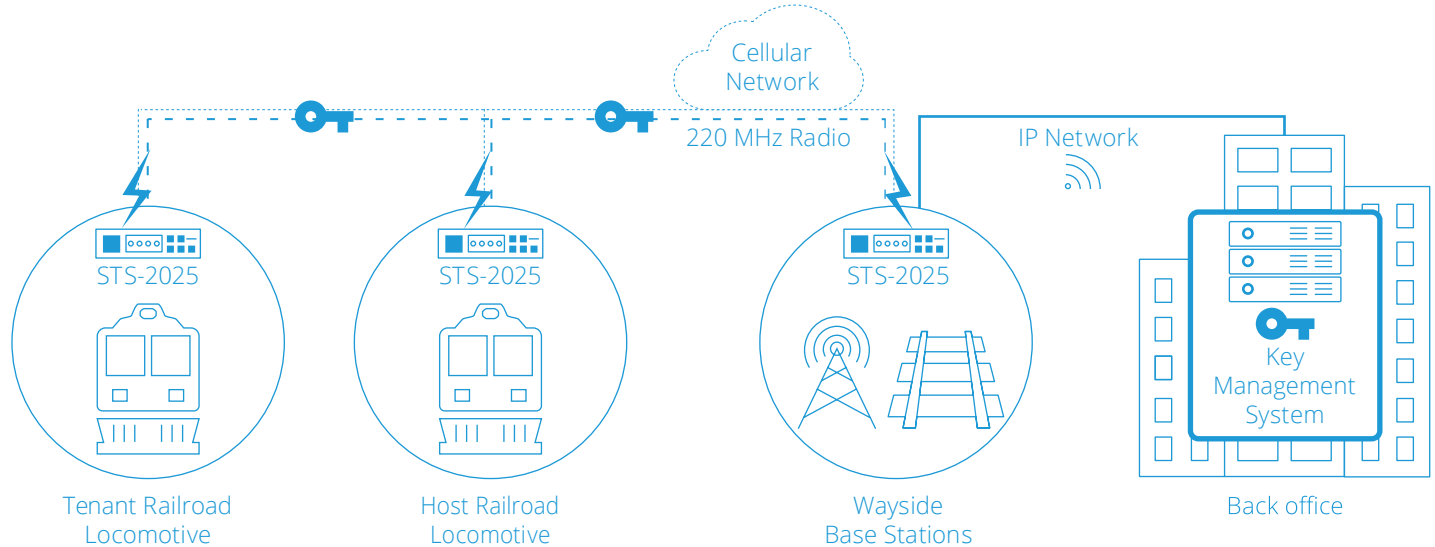 Cellular
Network
220 MHz Radio
IP Network
STS-2025
STS-2025
STS-2025
Key
Management
System
Tenant Railroad
Locomotive
Host Railroad
Locomotive
Wayside
Base Stations
Back office